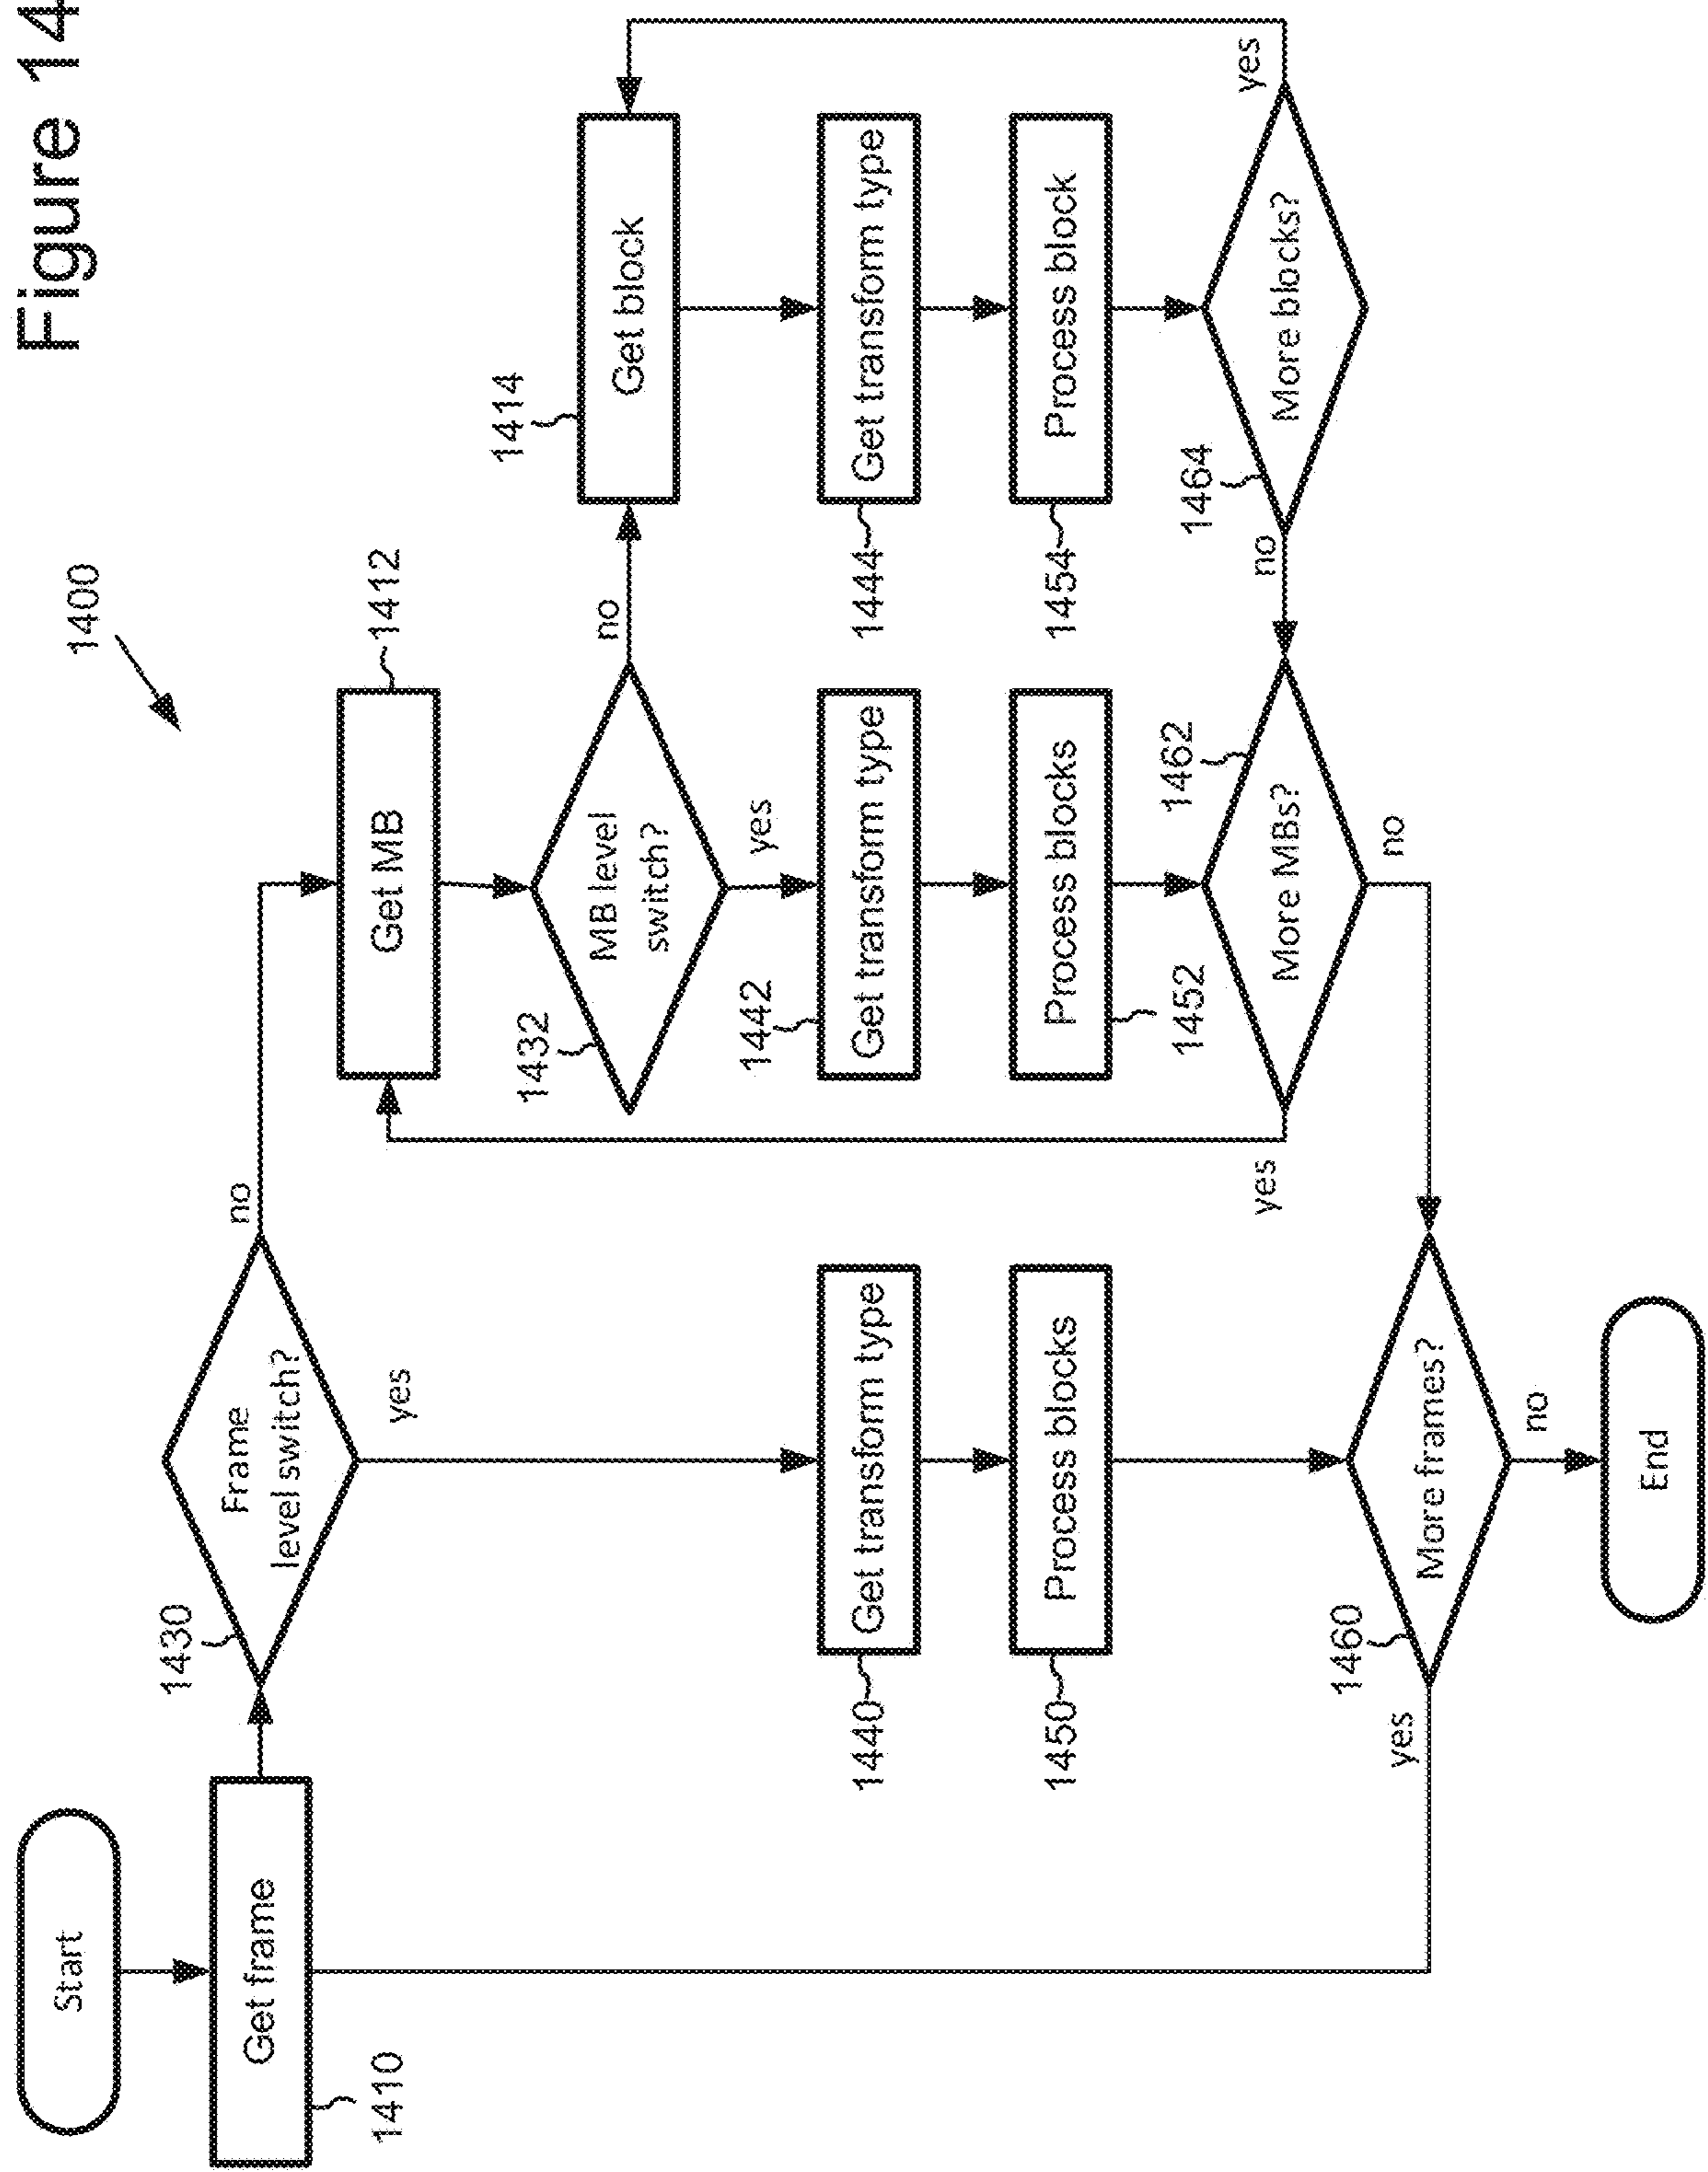 Figure 14
1400
Start
Get frame
1410
1430
Frame
level switch?
no
yes
Get MB
1412
1432
MB level
switch?
no
yes
1414
Get block
1440
Get transform type
1442
Get transform type
1444
Get transform type
1450
Process blocks
1452
Process blocks
1454
Process block
1464
More blocks?
yes
no
1462
More MBs?
yes
no
1460
More frames?
yes
no
End